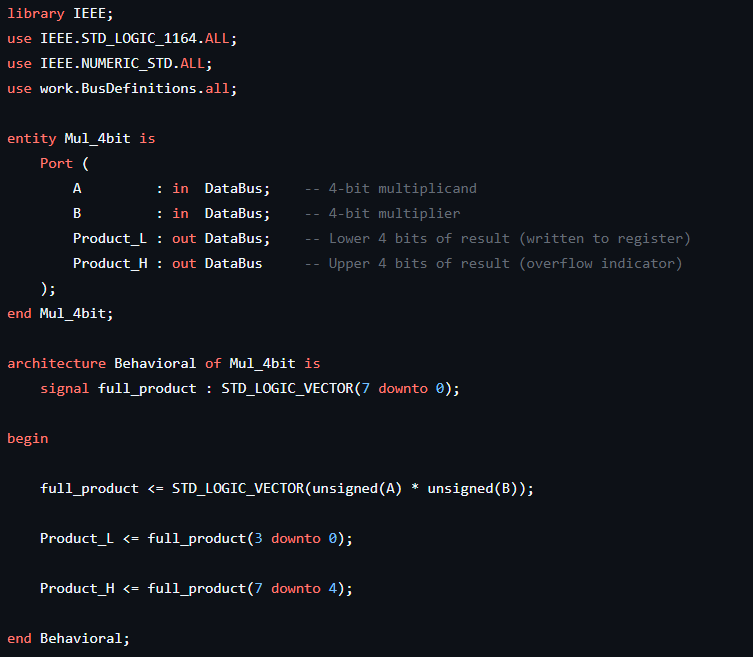 library IEEE;
use IEEE.STD_LOGIC_1164.ALL;
use IEEE.NUMERIC_STD.ALL;
use work.BusDefinitions.all;
entity Mul_4bit is
    Port (
        A         : in  DataBus;    -- 4-bit multiplicand
        B         : in  DataBus;    -- 4-bit multiplier
        Product_L : out DataBus;    -- Lower 4 bits of result (written to register)
        Product_H : out DataBus     -- Upper 4 bits of result (overflow indicator)
    );
end Mul_4bit;
architecture Behavioral of Mul_4bit is
    signal full_product : STD_LOGIC_VECTOR(7 downto 0);
begin
    full_product <= STD_LOGIC_VECTOR(unsigned(A) * unsigned(B));
    Product_L <= full_product(3 downto 0);
    Product_H <= full_product(7 downto 4);
end Behavioral;